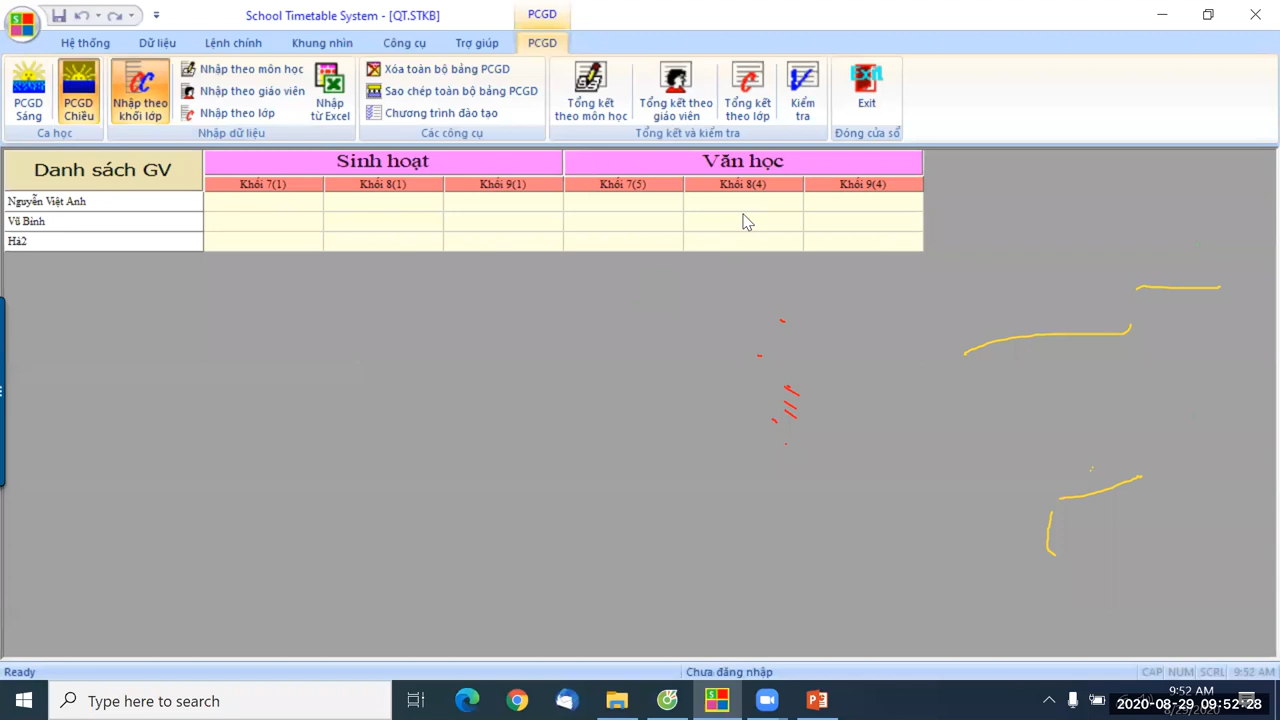 School Timetable System - [QT.STKB]
PCGD
Hệ thống Dữ liệu Lệnh chính Khung nhìn Công cụ Trợ giúp PCGD
PCGD Sáng
PCGD Chiều
Ca học
Nhập theo khối lớp
Nhập theo môn học
Nhập theo giáo viên
Nhập theo lớp
Nhập từ Excel
Nhập dữ liệu
Xóa toàn bộ bảng PCGD
Sao chép toàn bộ bảng PCGD
Chương trình đào tạo
Các công cụ
Tổng kết theo môn học
Tổng kết theo giáo viên
Tổng kết theo lớp
Kiểm tra
Tổng kết và kiểm tra
Exit
Exit
Đóng cửa sổ
Danh sách GV Sinh hoạt Văn học
Khối 7(1) Khối 8(1) Khối 9(1) Khối 7(5) Khối 8(4) Khối 9(4)
Nguyễn Việt Anh
Vũ Bình
Hà2
Ready Chưa đăng nhập CAP NUM SCRL 9:52 AM
Type here to search
9:52 AM
2020-08-29 09:52:28